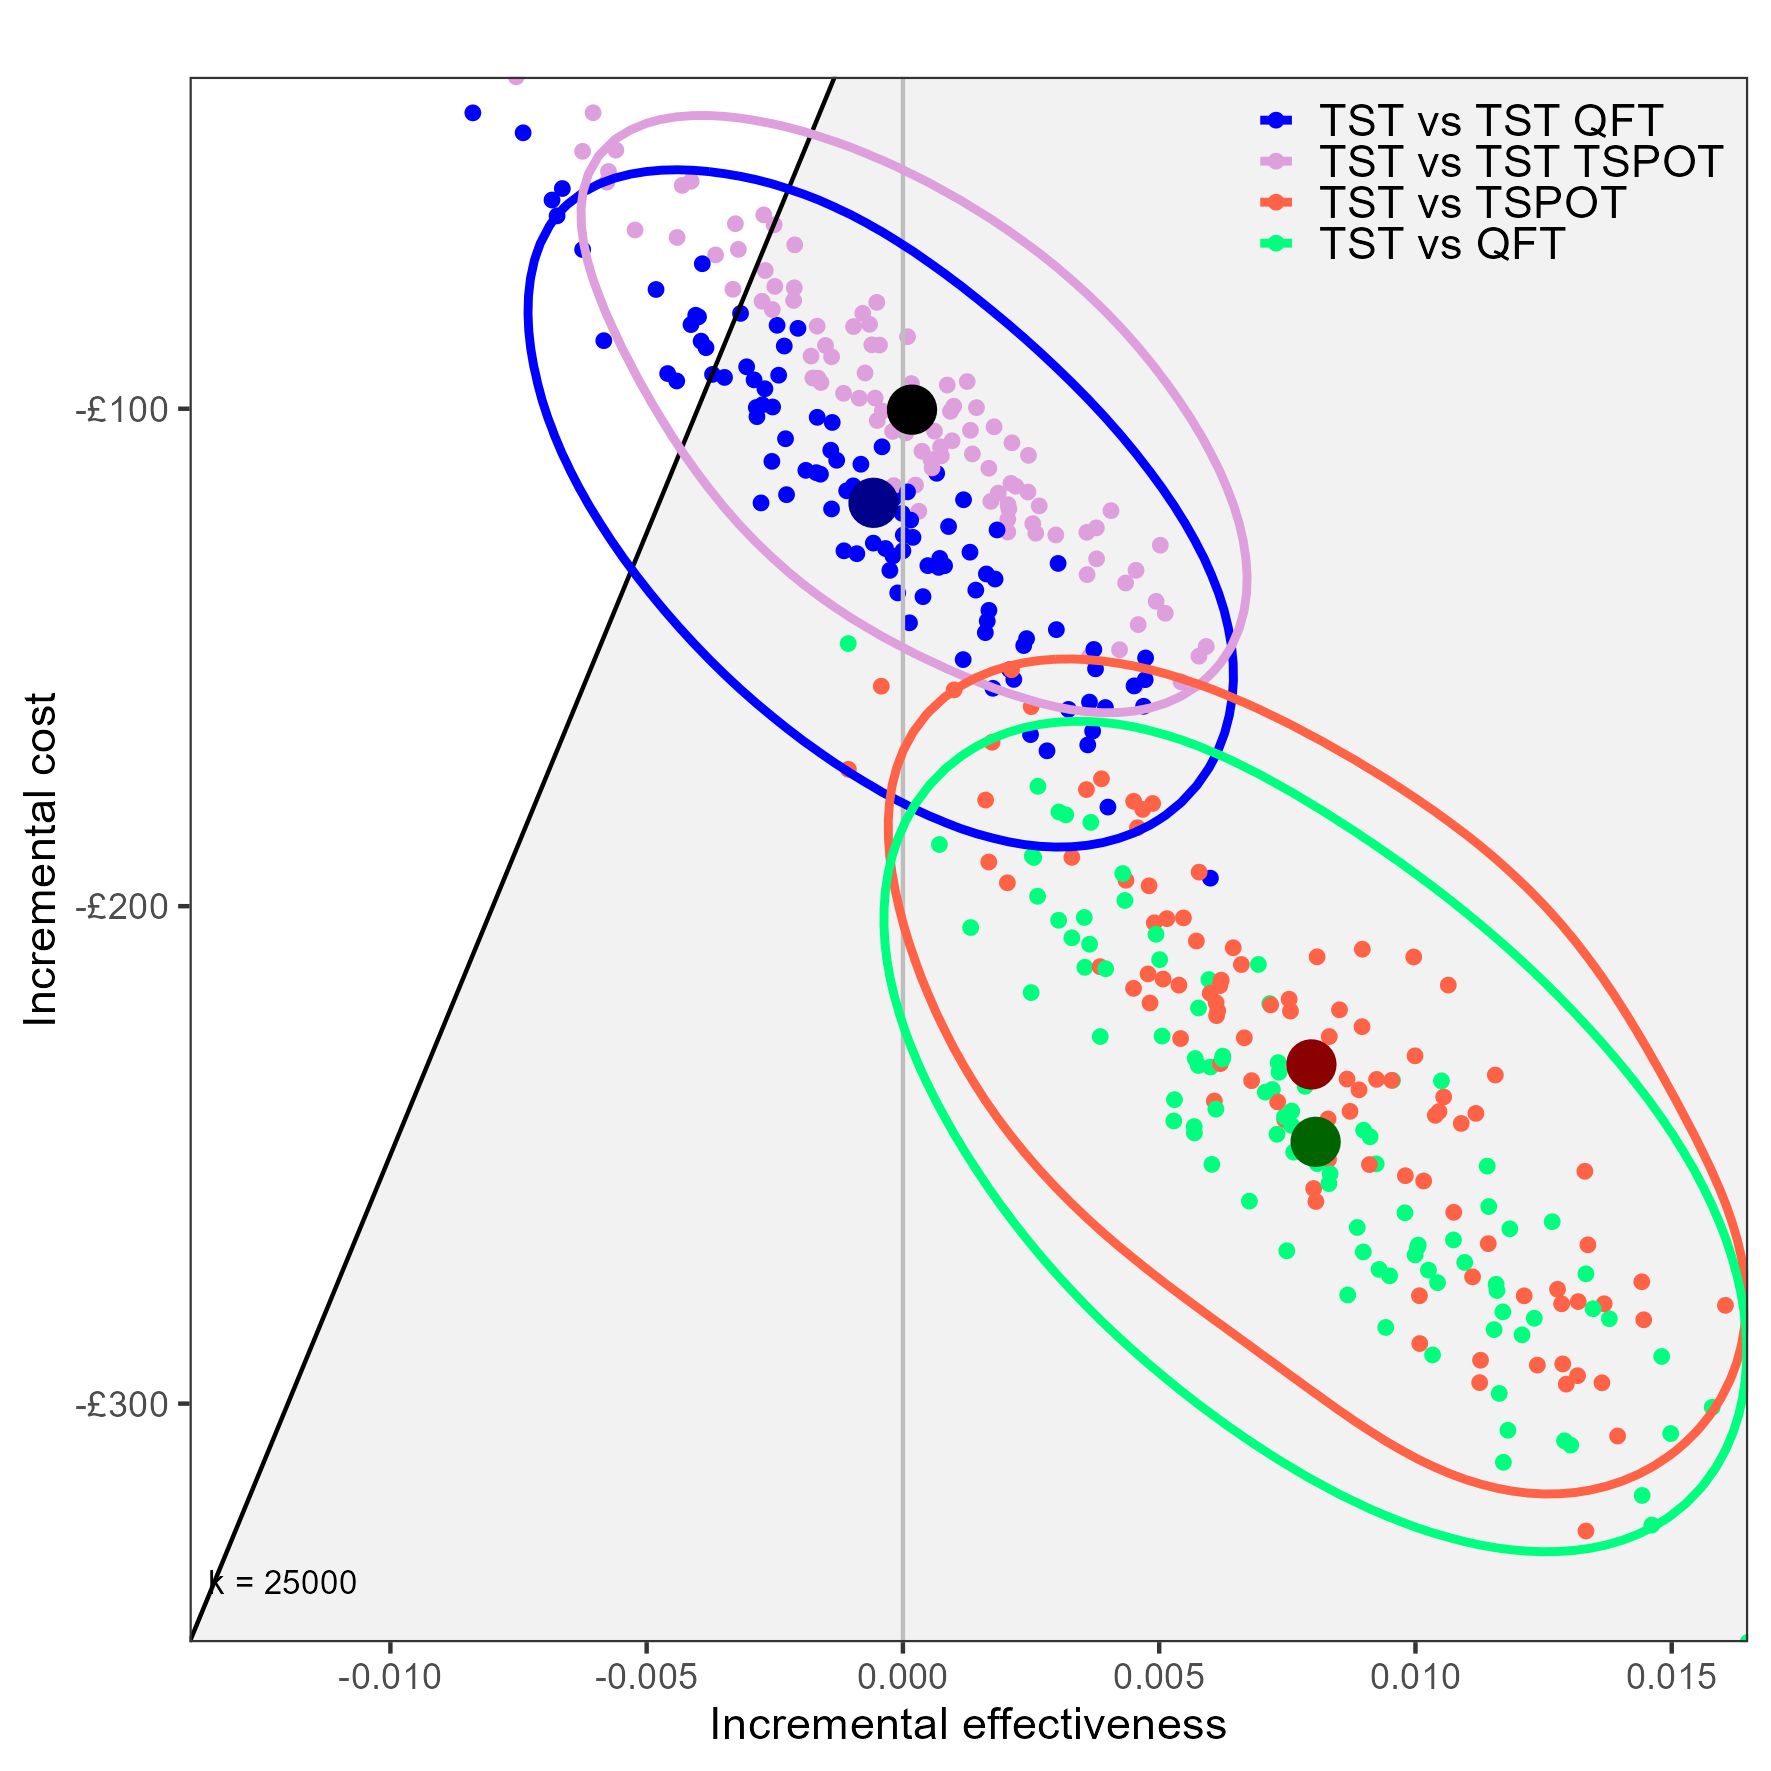 TST vs TST QFT
TST vs TST TSPOT
TST vs TSPOT
TST vs QFT
-£100
-£200
-£300
Incremental cost
k = 25000
-0.010
-0.005
0.000
0.005
0.010
0.015
Incremental effectiveness